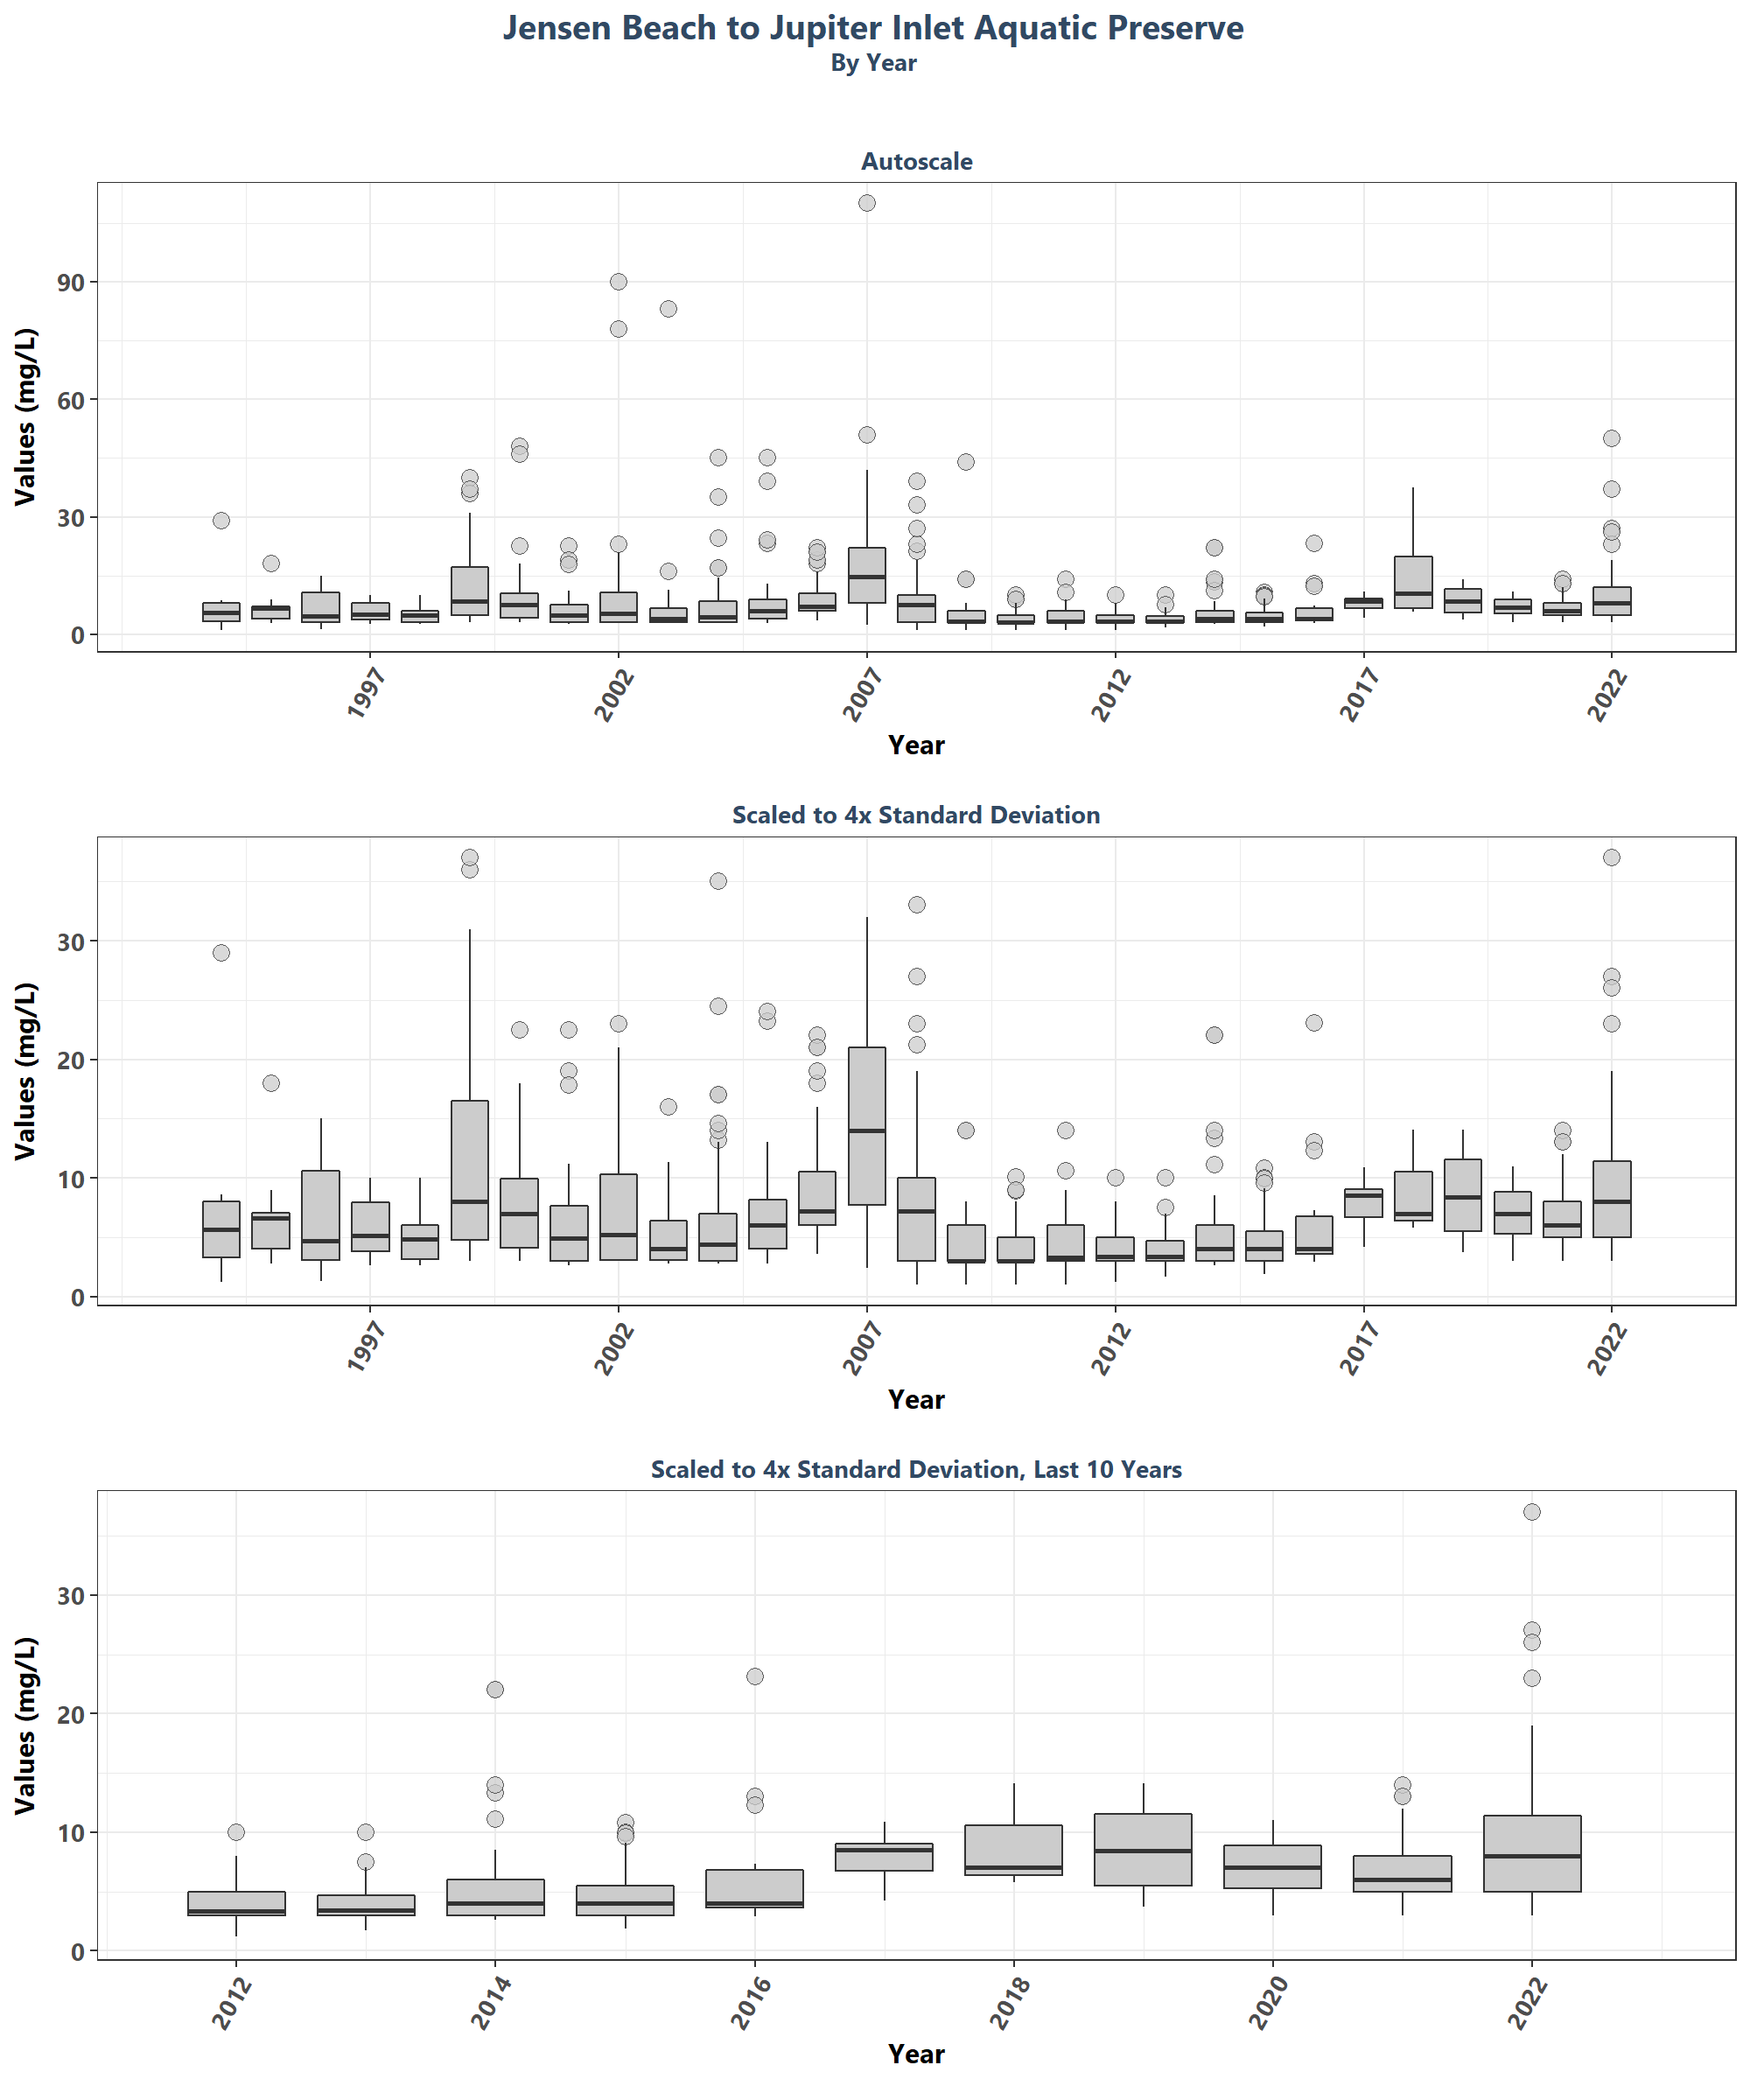 Jensen Beach to Jupiter Inlet Aquatic Preserve
By Year
Autoscale
Values (mg/L)
90
60
30
0
1997
2002
2007
2012
2017
2022
Year
Scaled to 4x Standard Deviation
Values (mg/L)
30
20
10
0
1997
2002
2007
2012
2017
2022
Year
Scaled to 4x Standard Deviation, Last 10 Years
Values (mg/L)
30
20
10
0
2012
2014
2016
2018
2020
2022
Year